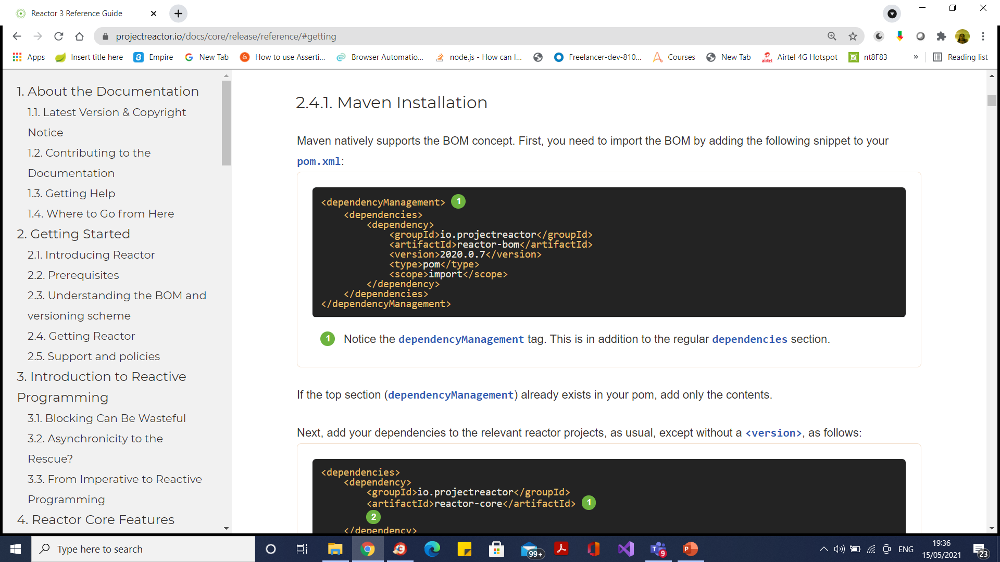 Reactor 3 Reference Guide
projectreactor.io/docs/core/release/reference/#getting
Apps Insert title here Empire New Tab How to use Asserti... Browser Automatio... node.js - How can I... Freelancer-dev-810... Courses New Tab Airtel 4G Hotspot nt8F83 » Reading list
1. About the Documentation
1.1. Latest Version & Copyright
Notice
1.2. Contributing to the
Documentation
1.3. Getting Help
1.4. Where to Go from Here
2. Getting Started
2.1. Introducing Reactor
2.2. Prerequisites
2.3. Understanding the BOM and
versioning scheme
2.4. Getting Reactor
2.5. Support and policies
3. Introduction to Reactive
Programming
3.1. Blocking Can Be Wasteful
3.2. Asynchronicity to the
Rescue?
3.3. From Imperative to Reactive
Programming
4. Reactor Core Features
2.4.1. Maven Installation
Maven natively supports the BOM concept. First, you need to import the BOM by adding the following snippet to your
pom.xml:
<dependencyManagement> 1
<dependencies>
<dependency>
<groupId>io.projectreactor</groupId>
<artifactId>reactor-bom</artifactId>
<version>2020.0.7</version>
<type>pom</type>
<scope>import</scope>
</dependency>
</dependencies>
</dependencyManagement>
1 Notice the dependencyManagement tag. This is in addition to the regular dependencies section.
If the top section (dependencyManagement) already exists in your pom, add only the contents.
Next, add your dependencies to the relevant reactor projects, as usual, except without a <version>, as follows:
<dependencies>
<dependency>
<groupId>io.projectreactor</groupId>
<artifactId>reactor-core</artifactId> 1
2
</dependency>
Type here to search
99+
9
ENG
19:36
15/05/2021
23